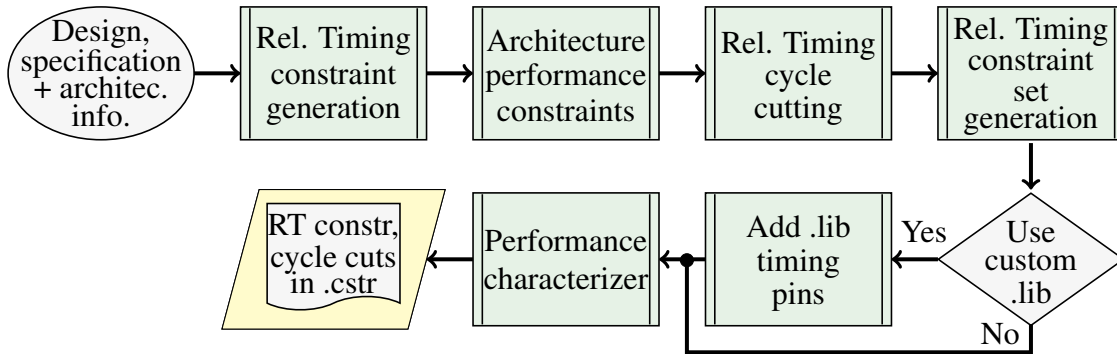 Design,
specification
+ architec.
info.
Rel. Timing
constraint
generation
Architecture
performance
constraints
Rel. Timing
cycle
cutting
Rel. Timing
constraint
set
generation
Use
custom
.lib
Yes
No
Add .lib
timing
pins
Performance
characterizer
RT constr,
cycle cuts
in .cstr